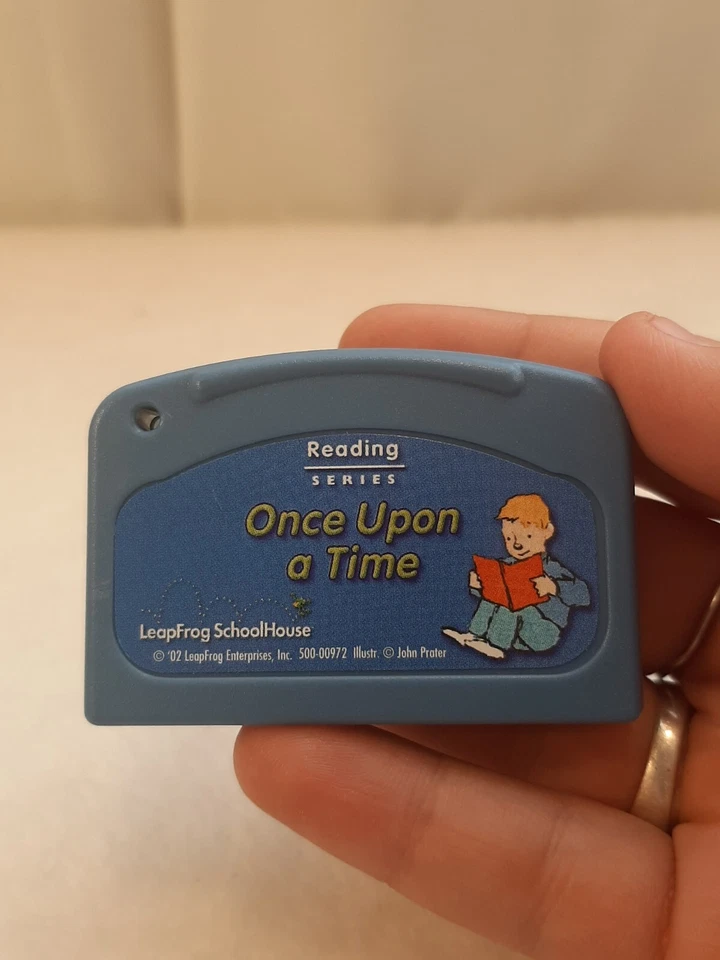 Reading
SERIES
Once Upon
a Time
LeapFrog SchoolHouse
© '02 LeapFrog Enterprises, Inc. 500-00972 Illustr. © John Prater